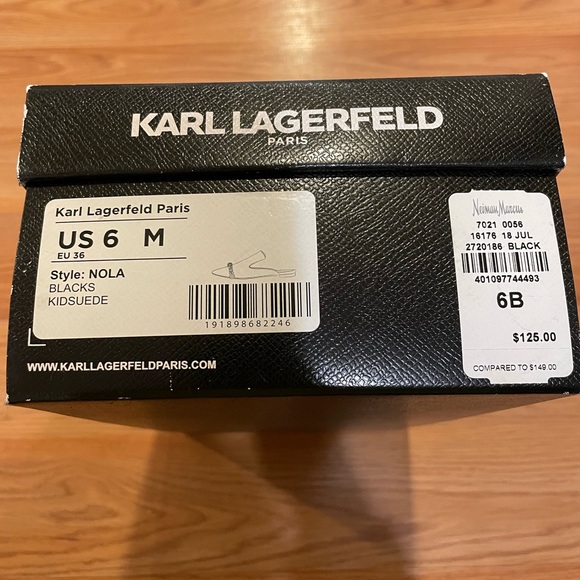 KARL LAGERFELD
PARIS
Karl Lagerfeld Paris
US 6 M
EU 36
Style: NOLA
BLACKS
KIDSUEDE
191898682246
WWW.KARLLAGERFELDPARIS.COM
Neiman Marcus
7021 0056
16176 18 JUL
2720186 BLACK
401097744493
6B
$125.00
COMPARED TO $149.00